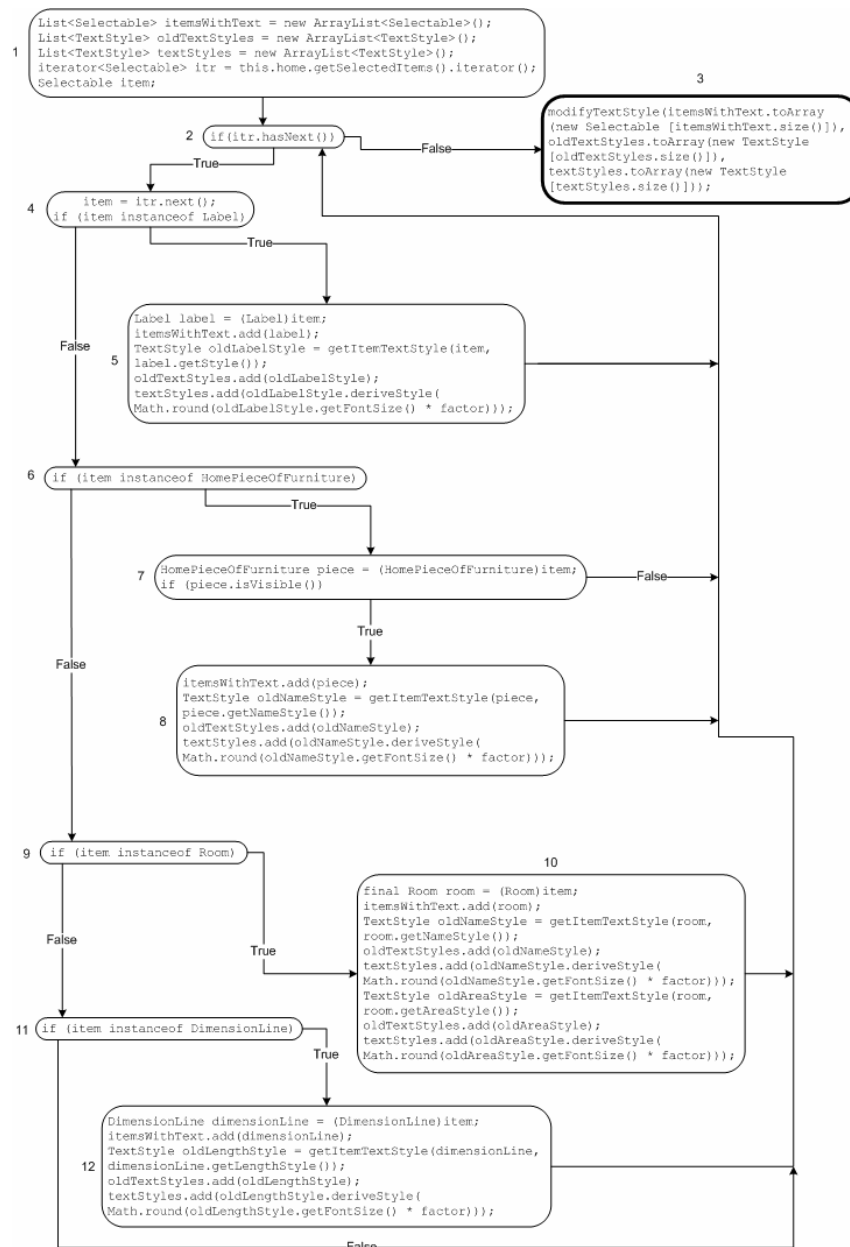 1
List<Selectable> itemsWithText = new ArrayList<Selectable>();
List<TextStyle> oldTextStyles = new ArrayList<TextStyle>();
List<TextStyle> textStyles = new ArrayList<TextStyle>();
iterator<Selectable> itr = this.home.getSelectedItems().iterator();
Selectable item;
2
if(itr.hasNext())
False
True
3
modifyTextStyle(itemsWithText.toArray
(new Selectable [itemsWithText.size()]),
oldTextStyles.toArray(new TextStyle
[oldTextStyles.size()]),
textStyles.toArray(new TextStyle
[textStyles.size()]));
4
item = itr.next();
if (item instanceof Label)
True
False
5
Label label = (Label)item;
itemsWithText.add(label);
TextStyle oldLabelStyle = getItemTextStyle(item,
label.getStyle());
oldTextStyles.add(oldLabelStyle);
textStyles.add(oldLabelStyle.deriveStyle(
Math.round(oldLabelStyle.getFontSize() * factor)));
6
if (item instanceof HomePieceOfFurniture)
True
False
7
HomePieceOfFurniture piece = (HomePieceOfFurniture)item;
if (piece.isVisible())
False
True
8
itemsWithText.add(piece);
TextStyle oldNameStyle = getItemTextStyle(piece,
piece.getNameStyle());
oldTextStyles.add(oldNameStyle);
textStyles.add(oldNameStyle.deriveStyle(
Math.round(oldNameStyle.getFontSize() * factor)));
9
if (item instanceof Room)
True
False
10
final Room room = (Room)item;
itemsWithText.add(room);
TextStyle oldNameStyle = getItemTextStyle(room,
room.getNameStyle());
oldTextStyles.add(oldNameStyle);
textStyles.add(oldNameStyle.deriveStyle(
Math.round(oldNameStyle.getFontSize() * factor)));
TextStyle oldAreaStyle = getItemTextStyle(room,
room.getAreaStyle());
oldTextStyles.add(oldAreaStyle);
textStyles.add(oldAreaStyle.deriveStyle(
Math.round(oldAreaStyle.getFontSize() * factor)));
11
if (item instanceof DimensionLine)
True
12
DimensionLine dimensionLine = (DimensionLine)item;
itemsWithText.add(dimensionLine);
TextStyle oldLengthStyle = getItemTextStyle(dimensionLine,
dimensionLine.getLengthStyle());
oldTextStyles.add(oldLengthStyle);
textStyles.add(oldLengthStyle.deriveStyle(
Math.round(oldLengthStyle.getFontSize() * factor)));
False